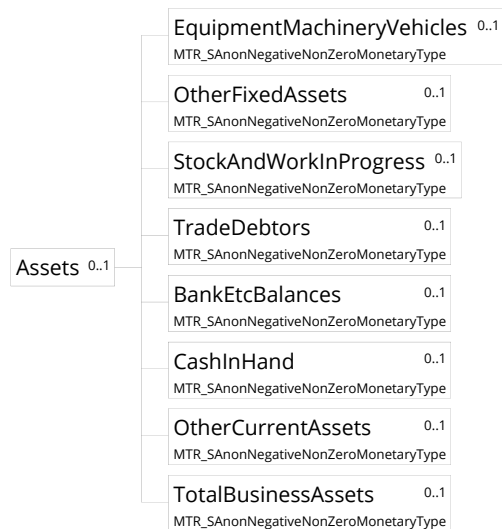 EquipmentMachineryVehicles 0..1
MTR_SAnonNegativeNonZeroMonetaryType
OtherFixedAssets 0..1
MTR_SAnonNegativeNonZeroMonetaryType
StockAndWorkInProgress 0..1
MTR_SAnonNegativeNonZeroMonetaryType
TradeDebtors 0..1
MTR_SAnonNegativeNonZeroMonetaryType
Assets 0..1
BankEtcBalances 0..1
MTR_SAnonNegativeNonZeroMonetaryType
CashInHand 0..1
MTR_SAnonNegativeNonZeroMonetaryType
OtherCurrentAssets 0..1
MTR_SAnonNegativeNonZeroMonetaryType
TotalBusinessAssets 0..1
MTR_SAnonNegativeNonZeroMonetaryType